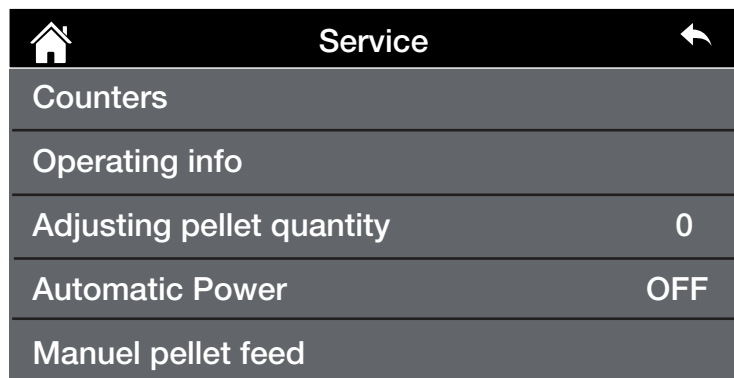 Service
Counters
Operating info
Adjusting pellet quantity 0
Automatic Power OFF
Manuel pellet feed